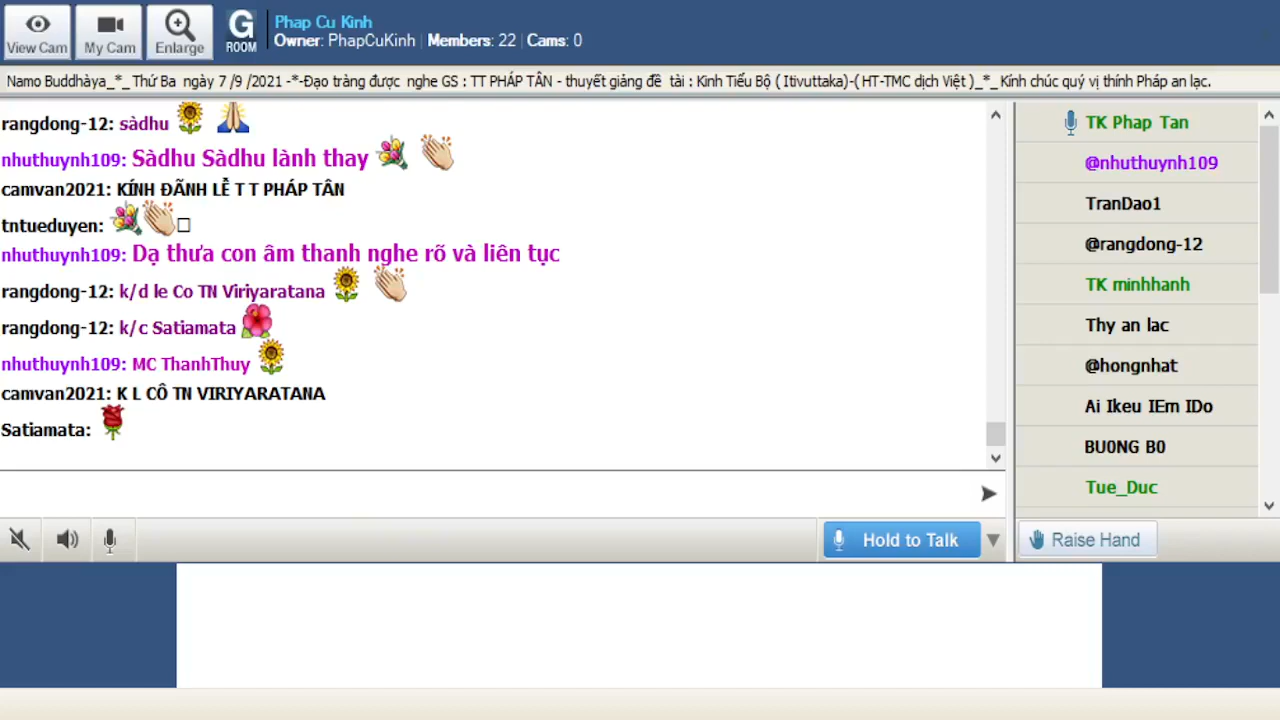 View Cam
My Cam
Enlarge
G
ROOM
Phap Cu Kinh
Owner: PhapCuKinh | Members: 22 | Cams: 0
Namo Buddhàya_*_Thứ Ba ngày 7 /9 /2021 -*-Đạo tràng được nghe GS : TT PHÁP TÂN - thuyết giảng đề tài : Kinh Tiểu Bộ ( Itivuttaka)-( HT-TMC dịch Việt )_*_Kính chúc quý vị thính Pháp an lạc.
rangdong-12: sàdhu
nhuthuynh109: Sàdhu Sàdhu lành thay
camvan2021: KÍNH ĐÃNH LỄ T T PHÁP TÂN
tntueduyen:
nhuthuynh109: Dạ thưa con âm thanh nghe rõ và liên tục
rangdong-12: k/d le Co TN Viriyaratana
rangdong-12: k/c Satiamata
nhuthuynh109: MC ThanhThuy
camvan2021: K L CÔ TN VIRIYARATANA
Satiamata:
TK Phap Tan
@nhuthuynh109
TranDao1
@rangdong-12
TK minhhanh
Thy an lac
@hongnhat
Ai Ikeu IEm IDo
BU0NG B0
Tue_Duc
Hold to Talk
Raise Hand